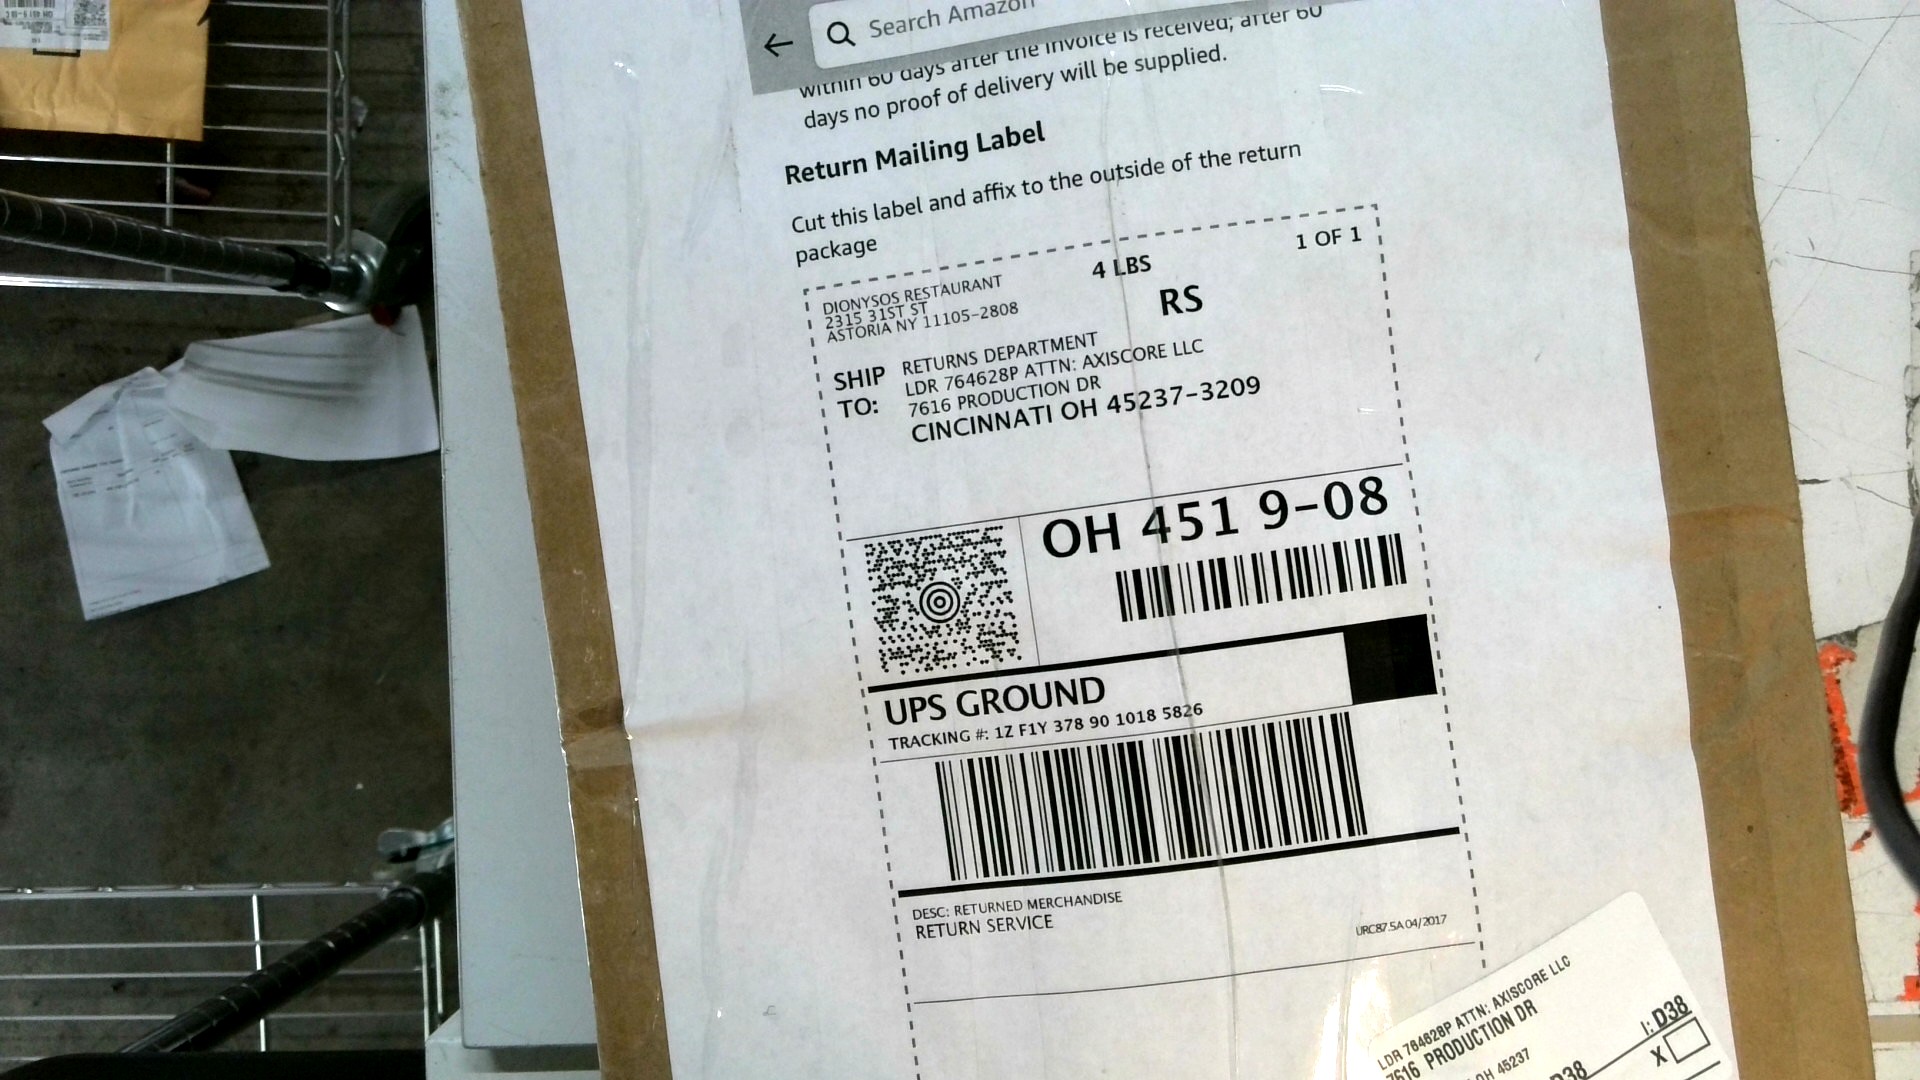 Search Amazon
within 60 days after the invoice is received; after 60
days no proof of delivery will be supplied.
Return Mailing Label
Cut this label and affix to the outside of the return
package
DIONYSOS RESTAURANT
2315 31ST ST
ASTORIA NY 11105-2808
4 LBS
1 OF 1
RS
SHIP
TO:
RETURNS DEPARTMENT
LDR 764628P ATTN: AXISCORE LLC
7616 PRODUCTION DR
CINCINNATI OH 45237-3209
OH 451 9-08
UPS GROUND
TRACKING #: 1Z F1Y 378 90 1018 5826
DESC: RETURNED MERCHANDISE
RETURN SERVICE
URC87.5A 04/2017
LDR 764628P ATTN: AXISCORE LLC
7616 PRODUCTION DR
OH 45237
I: D38
D38
X